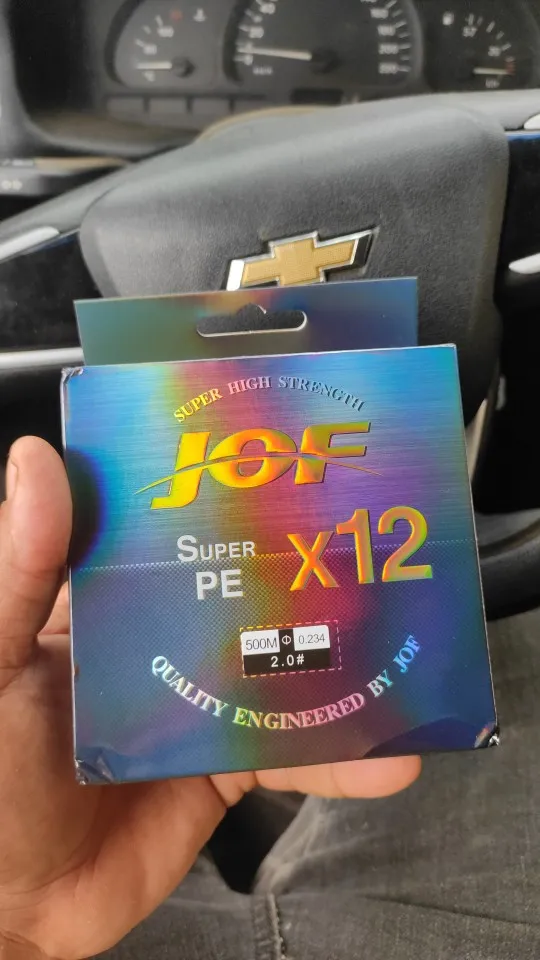 SUPER HIGH STRENGTH
JOF
SUPER PE X12
500M Φ 0.234
2.0#
QUALITY ENGINEERED BY JOF